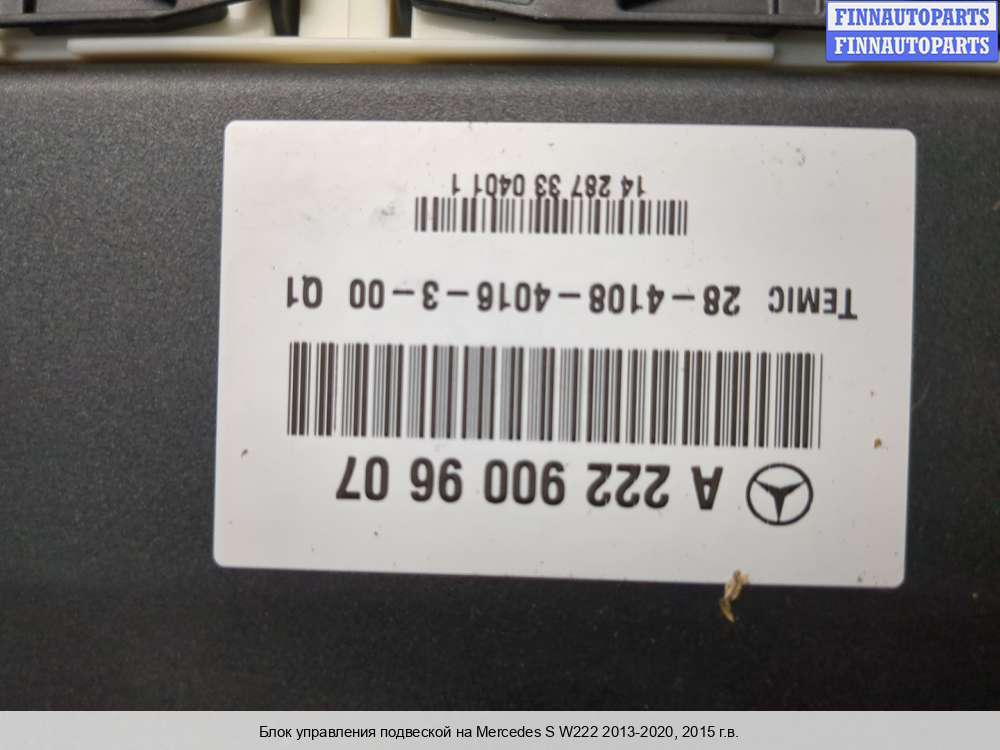 FINNAUTOPARTS
FINNAUTOPARTS
A 222 900 96 07
TEMIC 28-4108-4016-3-00 Q1
14 287 33 0401 1
Блок управления подвеской на Mercedes S W222 2013-2020, 2015 г.в.